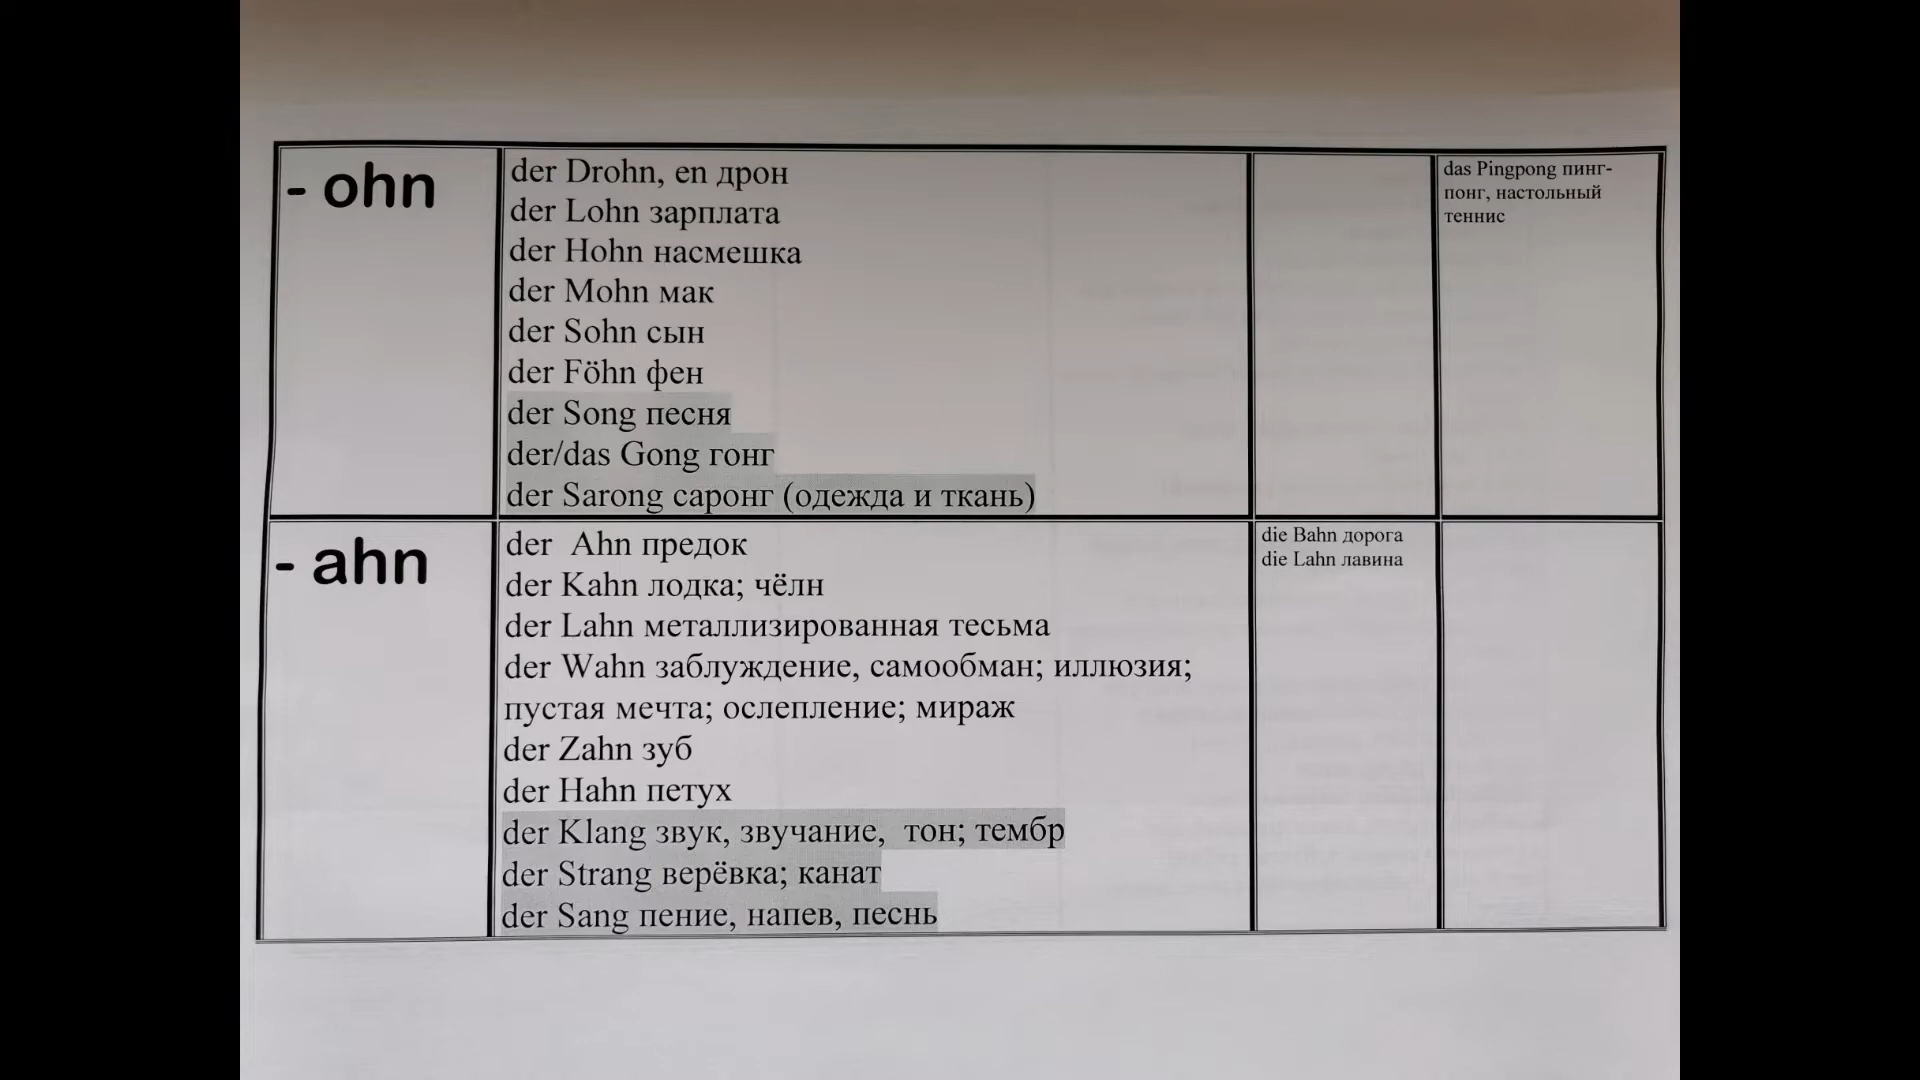 - ohn
der Drohn, en дрон
der Lohn зарплата
der Hohn насмешка
der Mohn мак
der Sohn сын
der Föhn фен
der Song песня
der/das Gong гонг
der Sarong саронг (одежда и ткань)
das Pingpong пинг-
понг, настольный
теннис
- ahn
der Ahn предок
der Kahn лодка; чёлн
der Lahn металлизированная тесьма
der Wahn заблуждение, самообман; иллюзия;
пустая мечта; ослепление; мираж
der Zahn зуб
der Hahn петух
der Klang звук, звучание, тон; тембр
der Strang верёвка; канат
der Sang пение, напев, песнь
die Bahn дорога
die Lahn лавина